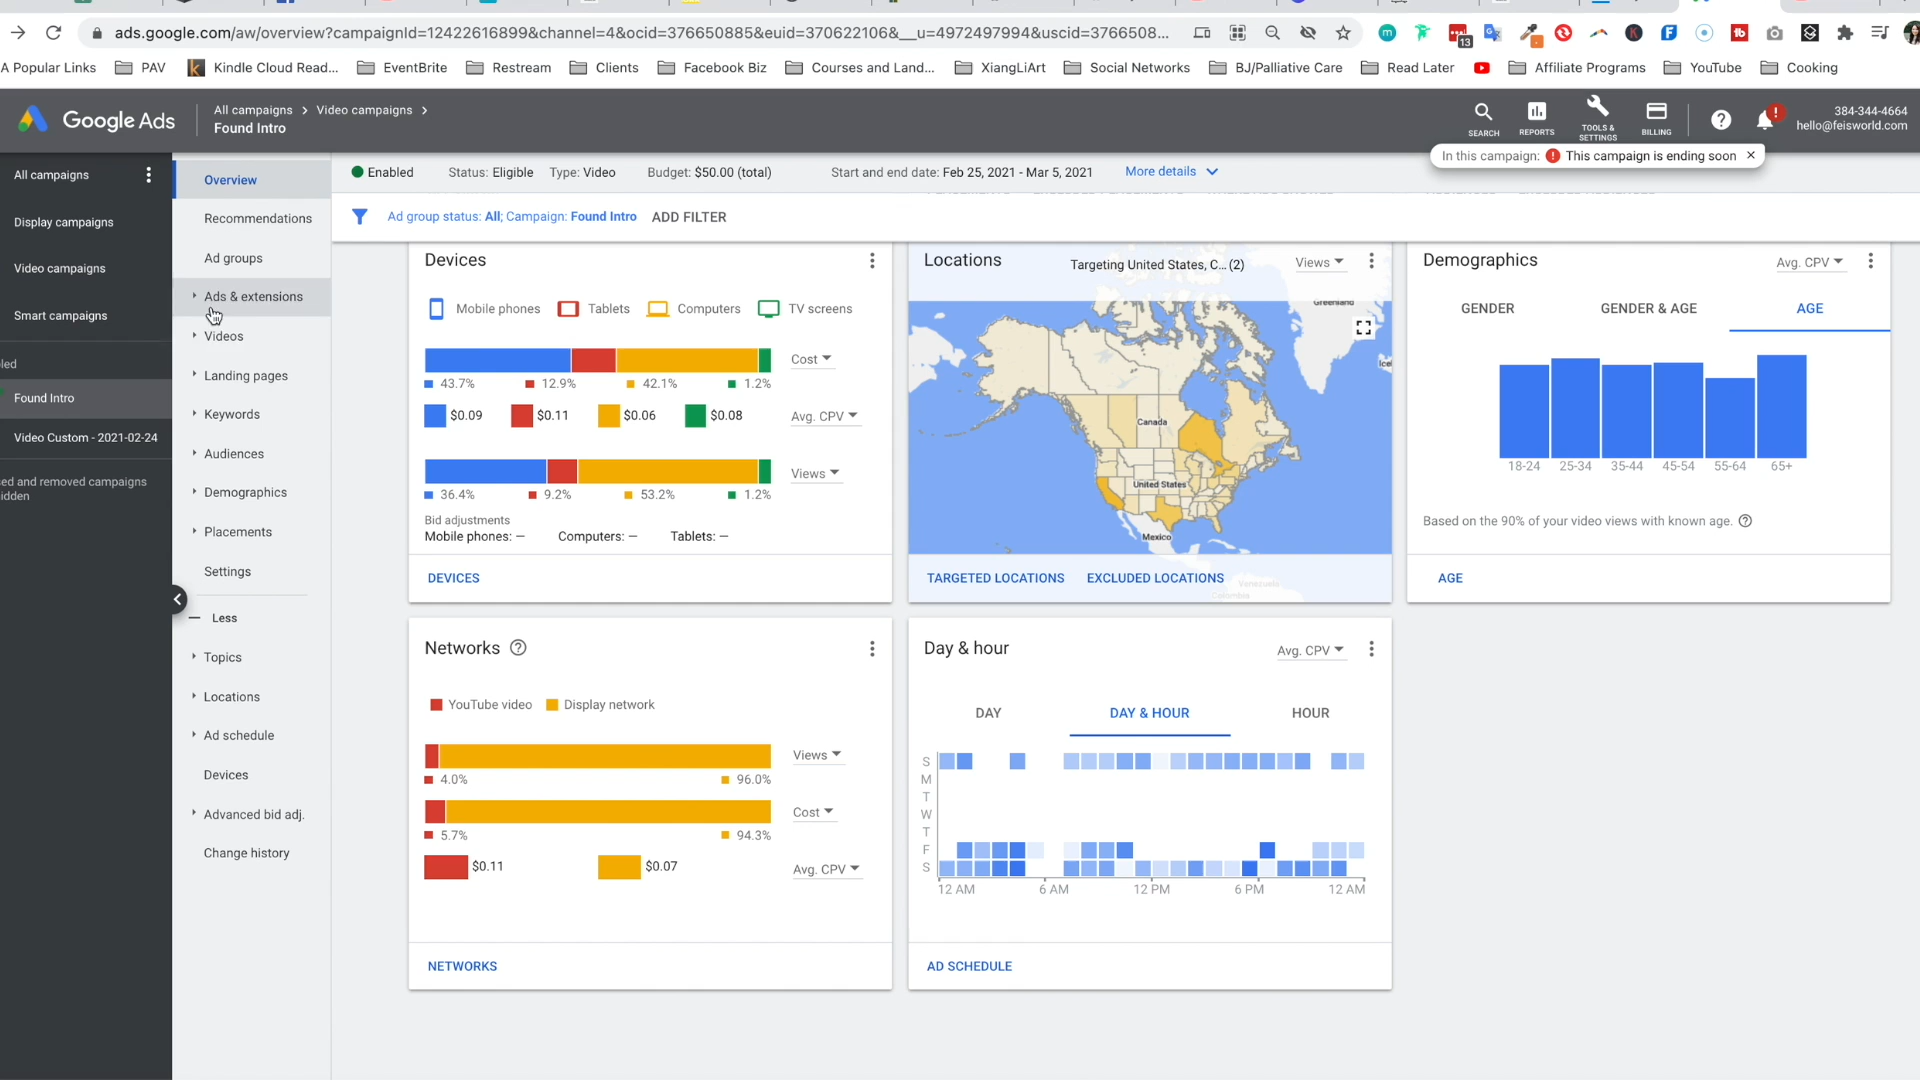 ads.google.com/aw/overview?campaignId=12422616899&channel=4&ocid=376650885&euid=370622106&__u=4972497994&uscid=3766508...
13
A Popular Links PAV Kindle Cloud Read... EventBrite Restream Clients Facebook Biz Courses and Land... XiangLiArt Social Networks BJ/Palliative Care Read Later Affiliate Programs YouTube Cooking
Google Ads
All campaigns > Video campaigns >
Found Intro
SEARCH
REPORTS
TOOLS & SETTINGS
BILLING
384-344-4664
hello@feisworld.com
In this campaign: This campaign is ending soon ×
All campaigns
Display campaigns
Video campaigns
Smart campaigns
led
Found Intro
Video Custom - 2021-02-24
sed and removed campaigns
hidden
Overview
Recommendations
Ad groups
Ads & extensions
Videos
Landing pages
Keywords
Audiences
Demographics
Placements
Settings
Less
Topics
Locations
Ad schedule
Devices
Advanced bid adj.
Change history
Enabled Status: Eligible Type: Video Budget: $50.00 (total) Start and end date: Feb 25, 2021 - Mar 5, 2021 More details
Ad group status: All; Campaign: Found Intro ADD FILTER
Devices
Mobile phones Tablets Computers TV screens
Cost
43.7% 12.9% 42.1% 1.2%
$0.09 $0.11 $0.06 $0.08 Avg. CPV
Views
36.4% 9.2% 53.2% 1.2%
Bid adjustments
Mobile phones: — Computers: — Tablets: —
DEVICES
Locations Targeting United States, C... (2) Views
Greenland
Icel
Canada
United States
Mexico
Venezuela
Colombia
TARGETED LOCATIONS EXCLUDED LOCATIONS
Demographics Avg. CPV
GENDER GENDER & AGE AGE
18-24 25-34 35-44 45-54 55-64 65+
Based on the 90% of your video views with known age.
AGE
Networks
YouTube video Display network
Views
4.0% 96.0%
Cost
5.7% 94.3%
$0.11 $0.07 Avg. CPV
NETWORKS
Day & hour Avg. CPV
DAY DAY & HOUR HOUR
S
M
T
W
T
F
S
12 AM 6 AM 12 PM 6 PM 12 AM
AD SCHEDULE